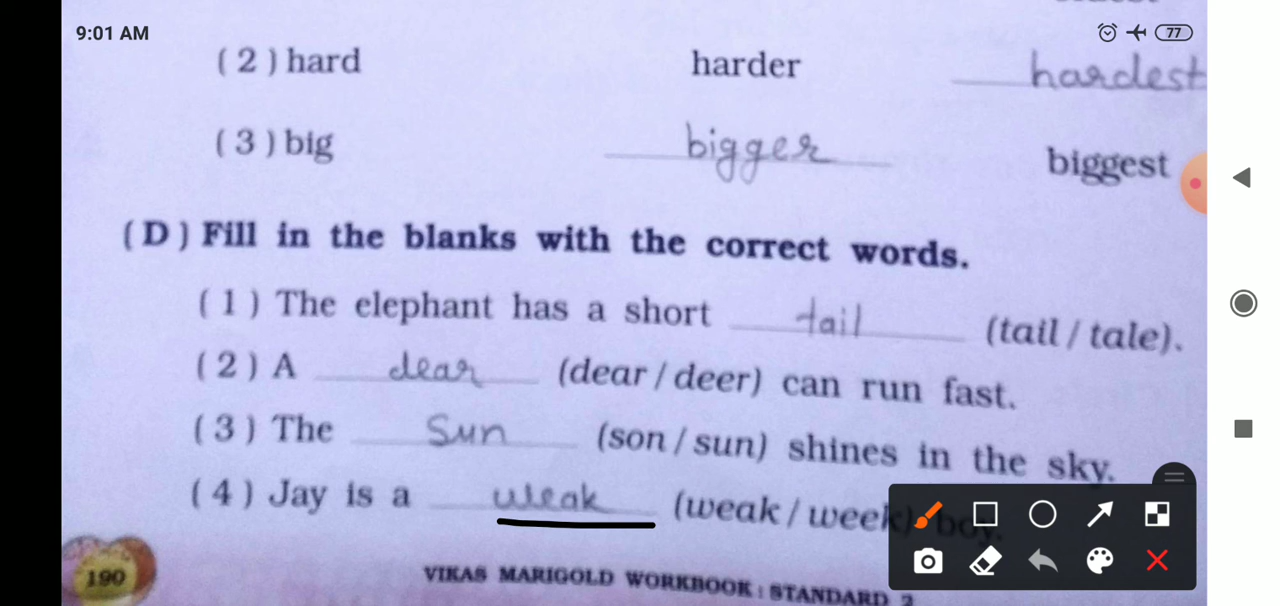 9:01 AM
77
( 2 ) hard harder hardest
( 3 ) big bigger biggest
( D ) Fill in the blanks with the correct words.
( 1 ) The elephant has a short tail (tail / tale).
( 2 ) A dear (dear / deer) can run fast.
( 3 ) The Sun (son / sun) shines in the sky.
( 4 ) Jay is a weak (weak / week) boy.
190
VIKAS MARIGOLD WORKBOOK : STANDARD 2